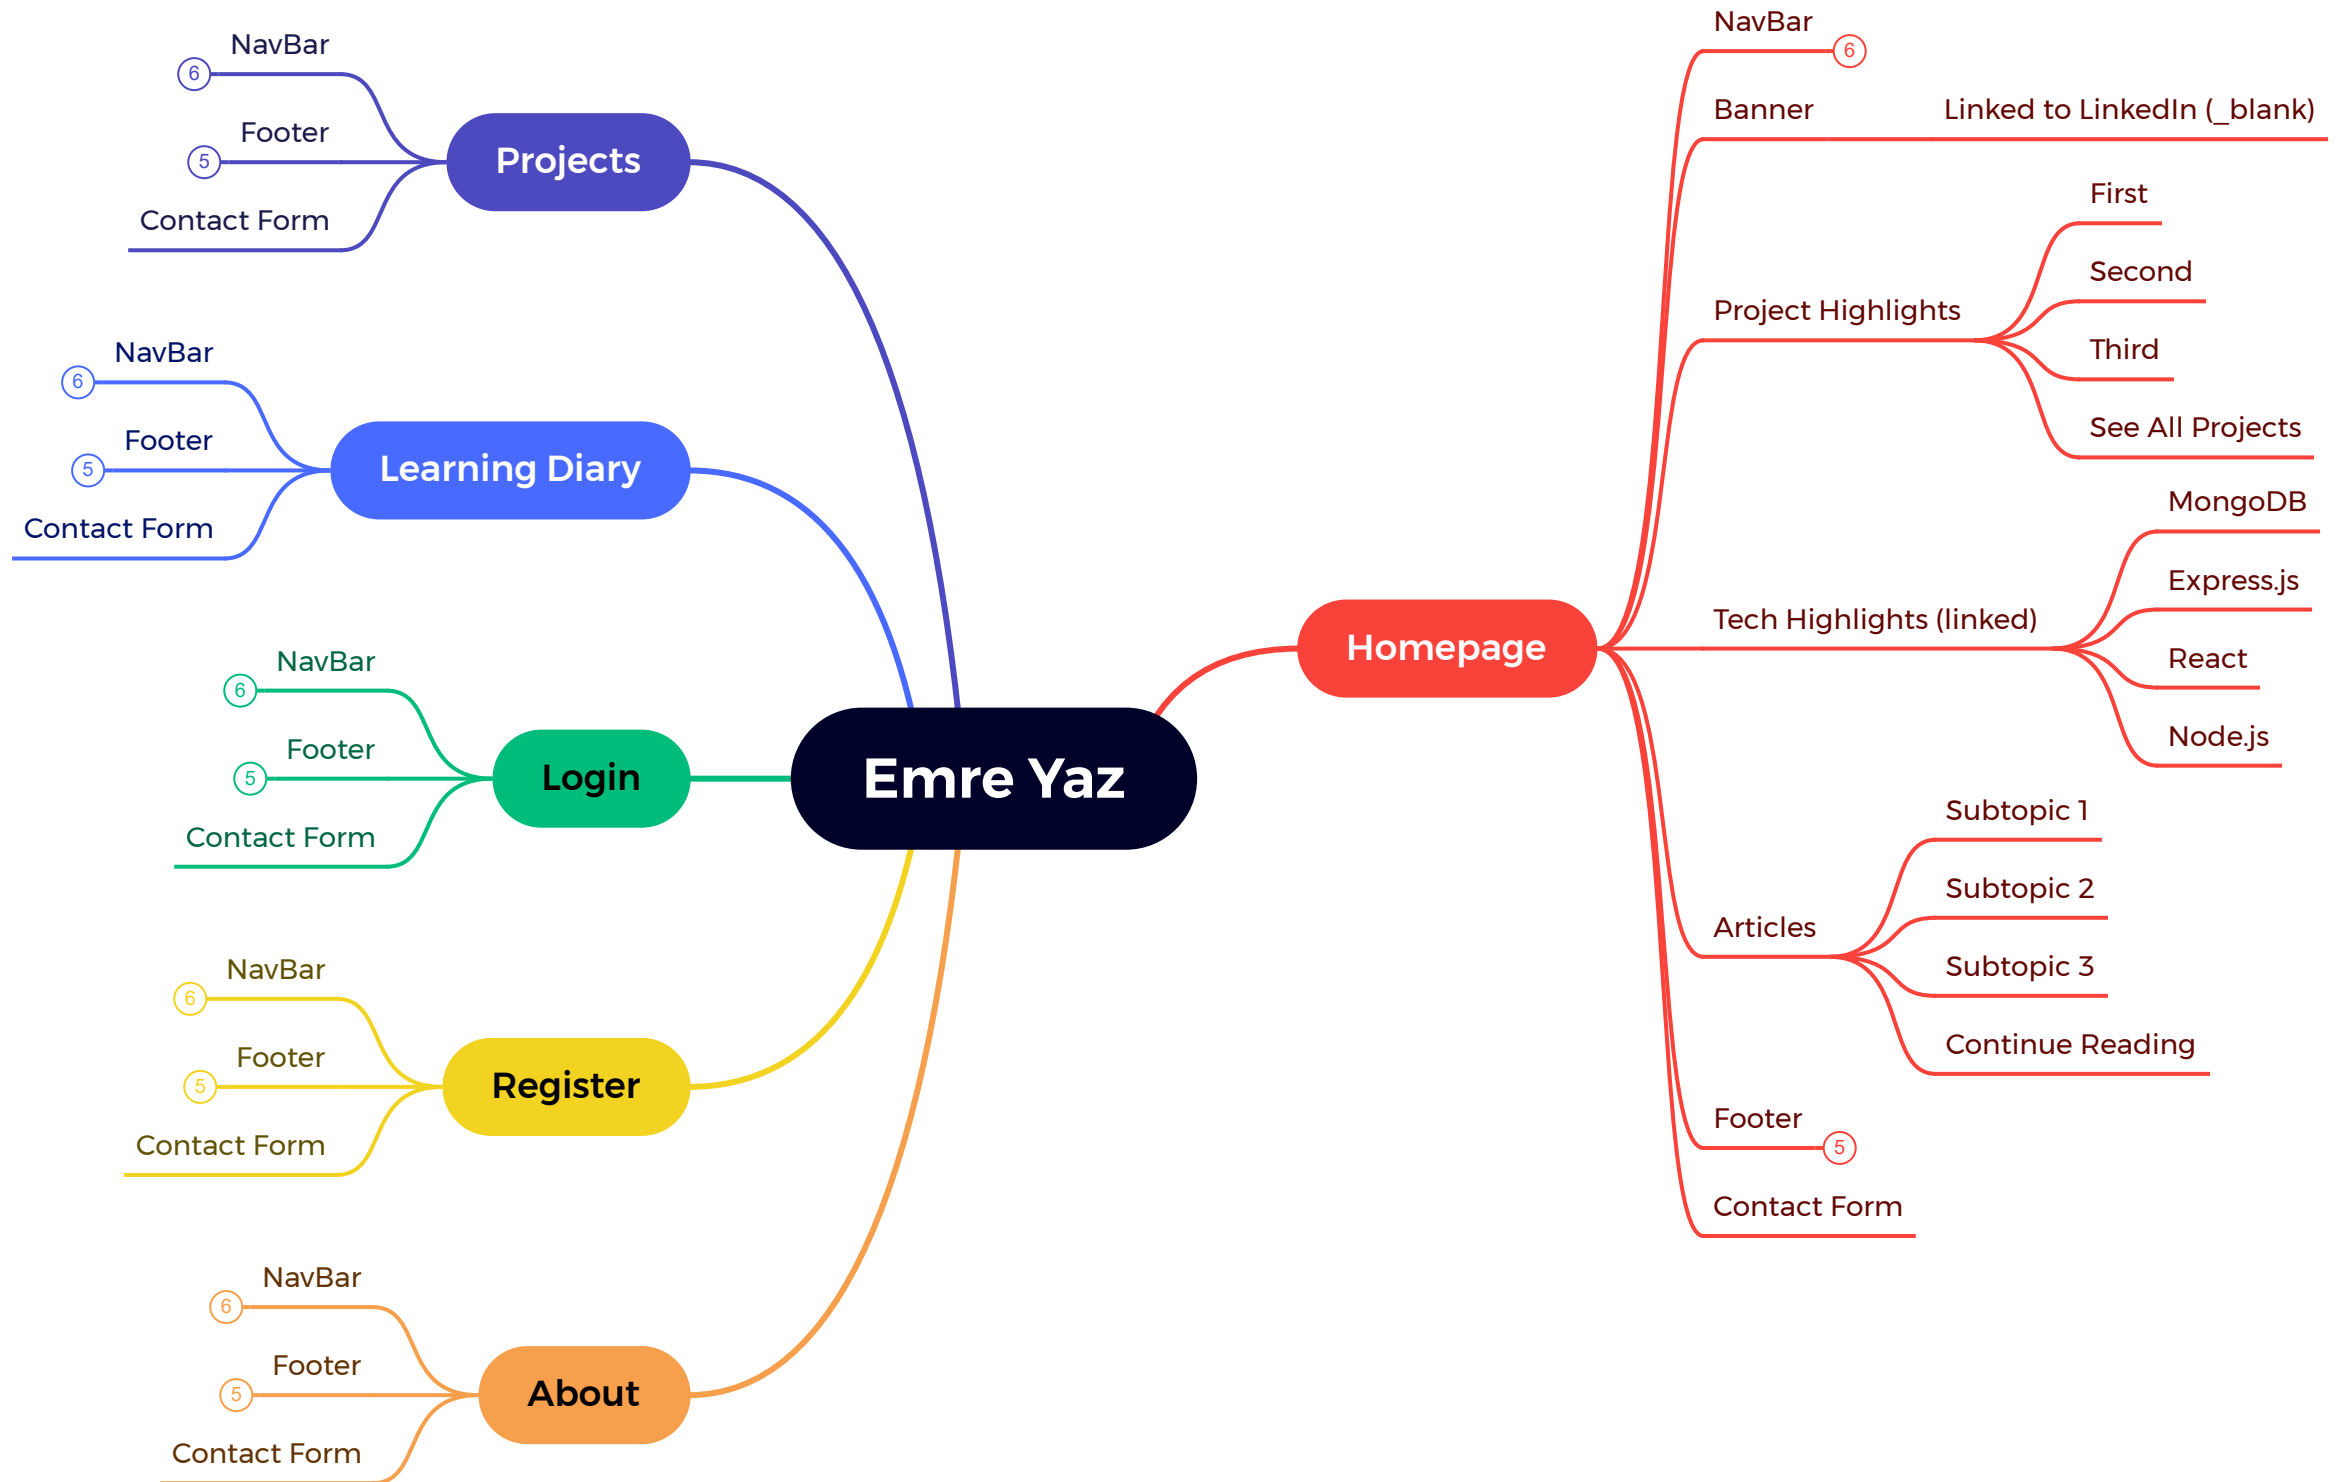 Emre Yaz
Homepage
NavBar
6
Banner
Linked to LinkedIn (_blank)
Project Highlights
First
Second
Third
See All Projects
Tech Highlights (linked)
MongoDB
Express.js
React
Node.js
Articles
Subtopic 1
Subtopic 2
Subtopic 3
Continue Reading
Footer
5
Contact Form
Projects
NavBar
6
Footer
5
Contact Form
Learning Diary
NavBar
6
Footer
5
Contact Form
Login
NavBar
6
Footer
5
Contact Form
Register
NavBar
6
Footer
5
Contact Form
About
NavBar
6
Footer
5
Contact Form